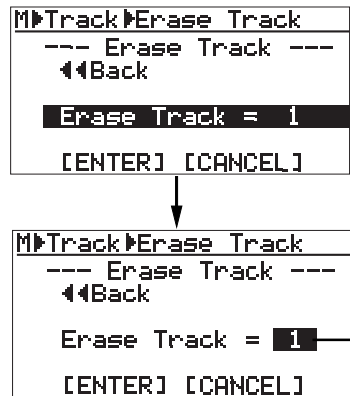 M▶Track▶Erase Track
--- Erase Track ---
◀◀Back
Erase Track = 1
[ENTER] [CANCEL]
M▶Track▶Erase Track
--- Erase Track ---
◀◀Back
Erase Track = 1
[ENTER] [CANCEL]